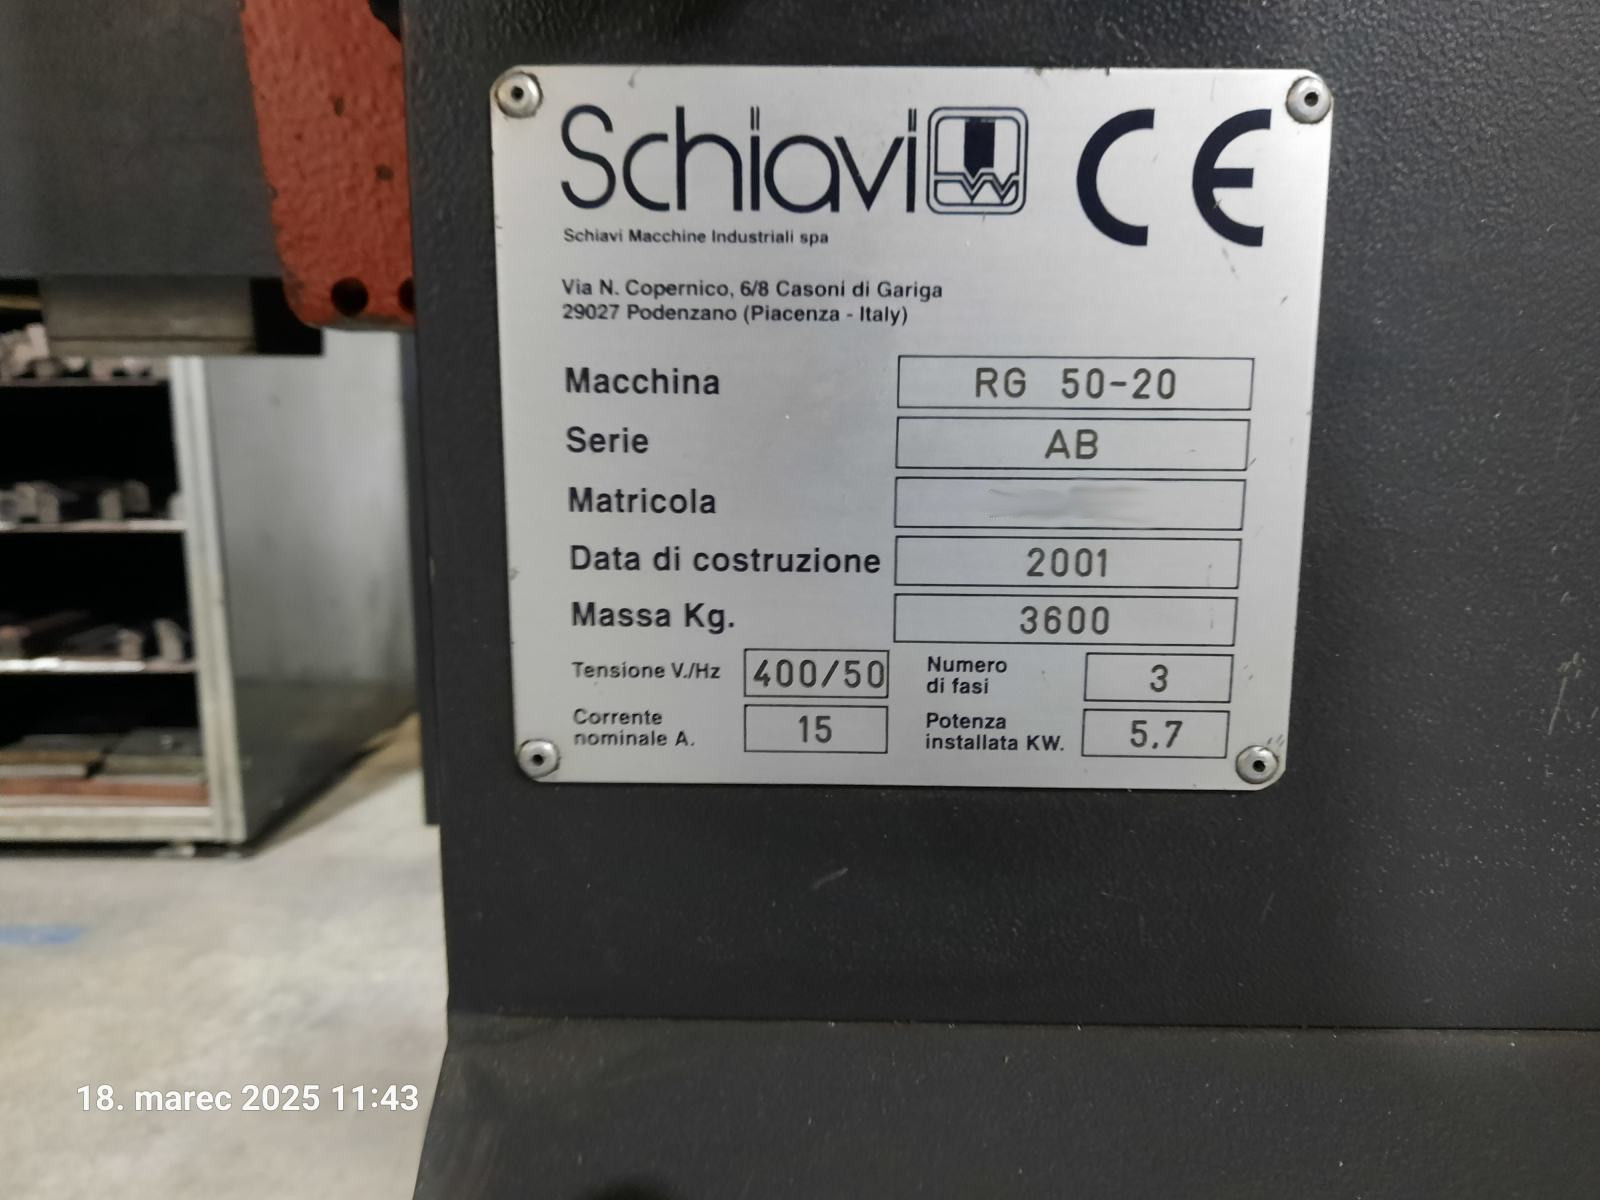 Schiavi CE
Schiavi Macchine Industriali spa
Via N. Copernico, 6/8 Casoni di Gariga
29027 Podenzano (Piacenza - Italy)
Macchina RG 50-20
Serie AB
Matricola
Data di costruzione 2001
Massa Kg. 3600
Tensione V./Hz 400/50 Numero di fasi 3
Corrente nominale A. 15 Potenza installata KW. 5,7
18. marec 2025 11:43